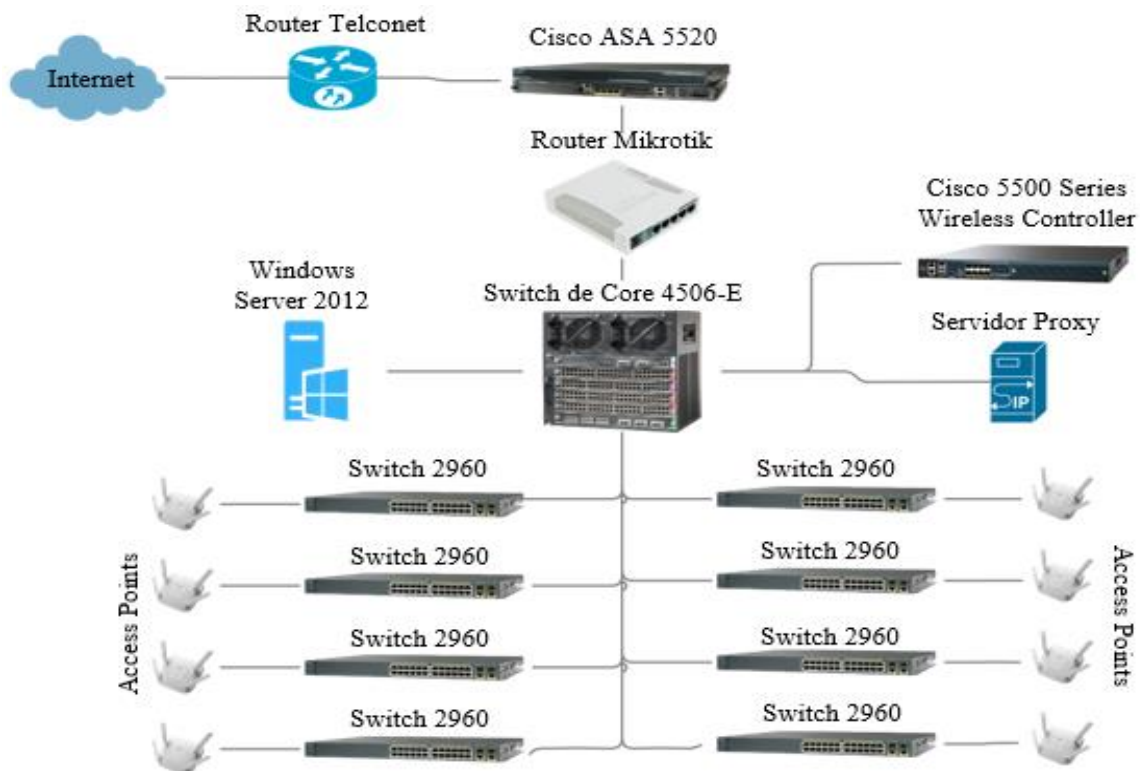 Router Telconet
Cisco ASA 5520
Internet
Router Mikrotik
Cisco 5500 Series
Wireless Controller
Windows
Server 2012
Switch de Core 4506-E
Servidor Proxy
SIP
Switch 2960
Switch 2960
Switch 2960
Switch 2960
Access Points
Access Points
Switch 2960
Switch 2960
Switch 2960
Switch 2960